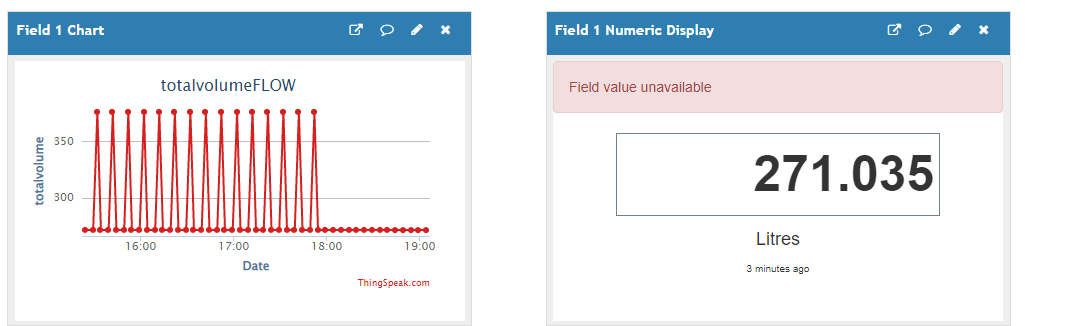 Field 1 Chart
totalvolumeFLOW
totalvolume
350
300
16:00
17:00
18:00
19:00
Date
ThingSpeak.com
Field 1 Numeric Display
Field value unavailable
271.035
Litres
3 minutes ago